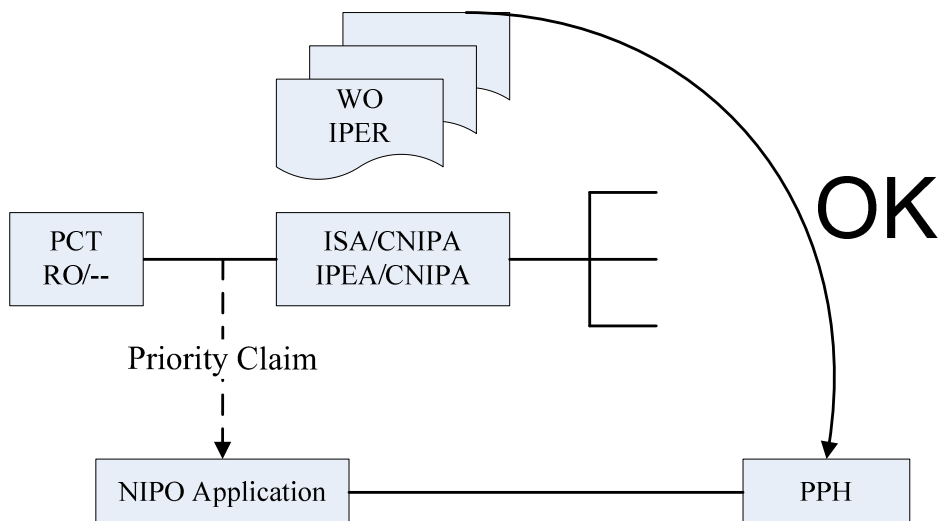 WO
IPER
OK
PCT
RO/--
ISA/CNIPA
IPEA/CNIPA
Priority Claim
NIPO Application
PPH